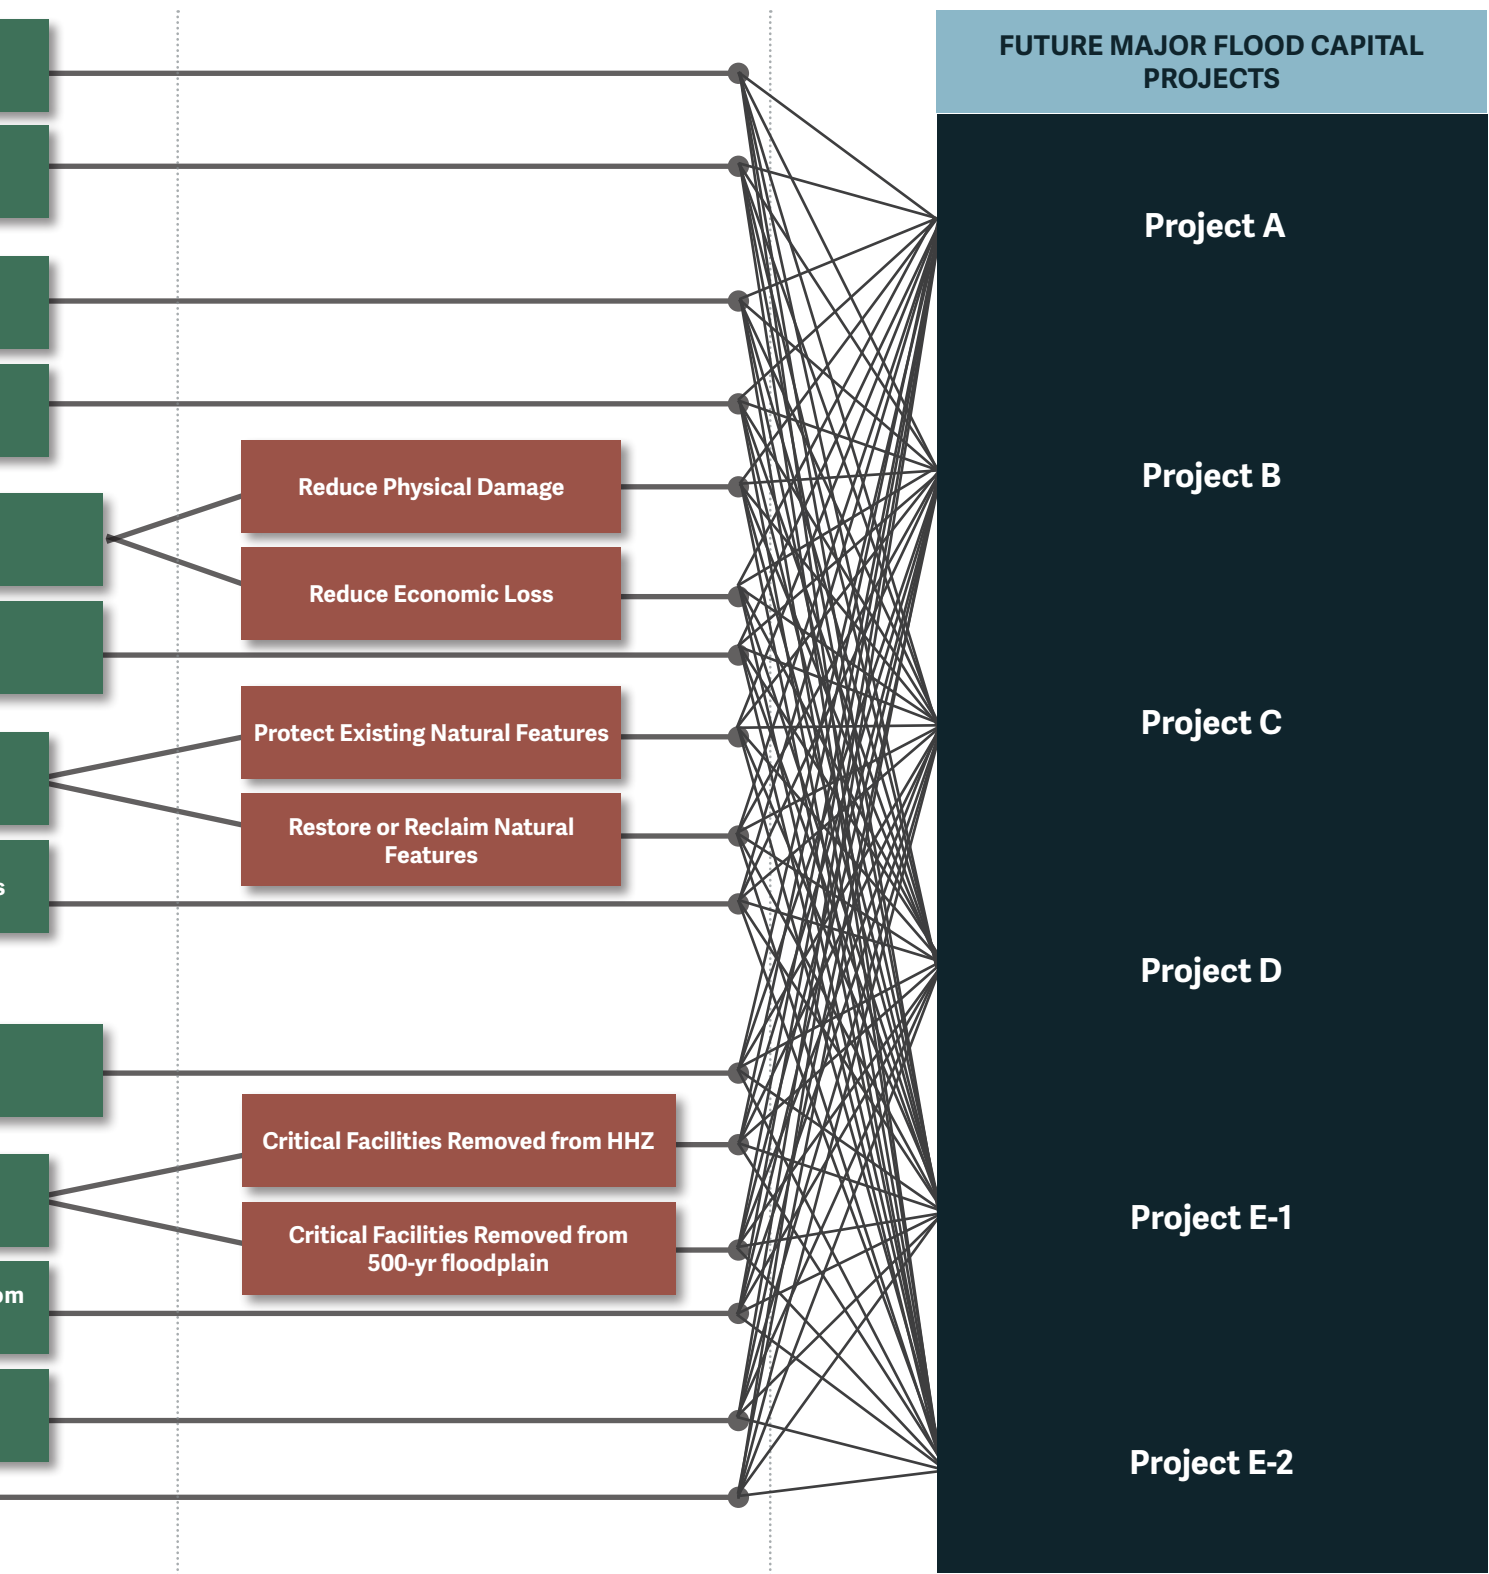 FUTURE MAJOR FLOOD CAPITAL
PROJECTS
Project A
Project B
Reduce Physical Damage
Reduce Economic Loss
Protect Existing Natural Features
Project C
Restore or Reclaim Natural
Features
s
Project D
Critical Facilities Removed from HHZ
Project E-1
Critical Facilities Removed from
500-yr floodplain
om
Project E-2